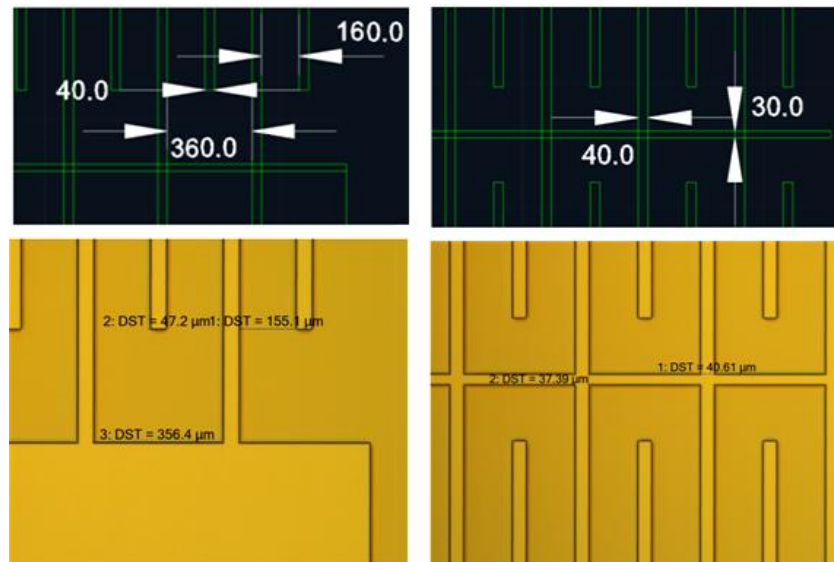 160.0
40.0
360.0
30.0
40.0
2: DST = 47.2 µm1: DST = 155.1 µm
3: DST = 356.4 µm
1: DST = 40.61 µm
2: DST = 37.39 µm